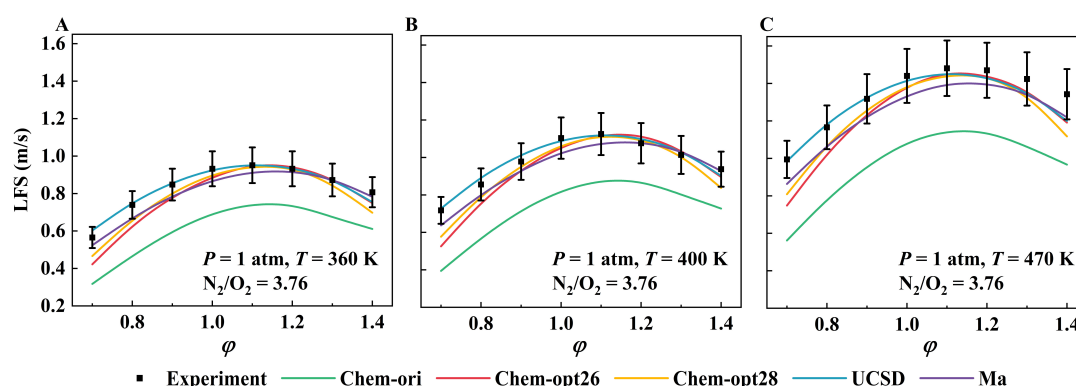 A
B
C
1.6
1.4
1.2
1.0
0.8
0.6
0.4
0.2
LFS (m/s)
P = 1 atm, T = 360 K
N₂/O₂ = 3.76
P = 1 atm, T = 400 K
N₂/O₂ = 3.76
P = 1 atm, T = 470 K
N₂/O₂ = 3.76
0.8 1.0 1.2 1.4
0.8 1.0 1.2 1.4
0.8 1.0 1.2 1.4
φ φ φ
Experiment Chem-ori Chem-opt26 Chem-opt28 UCSD Ma